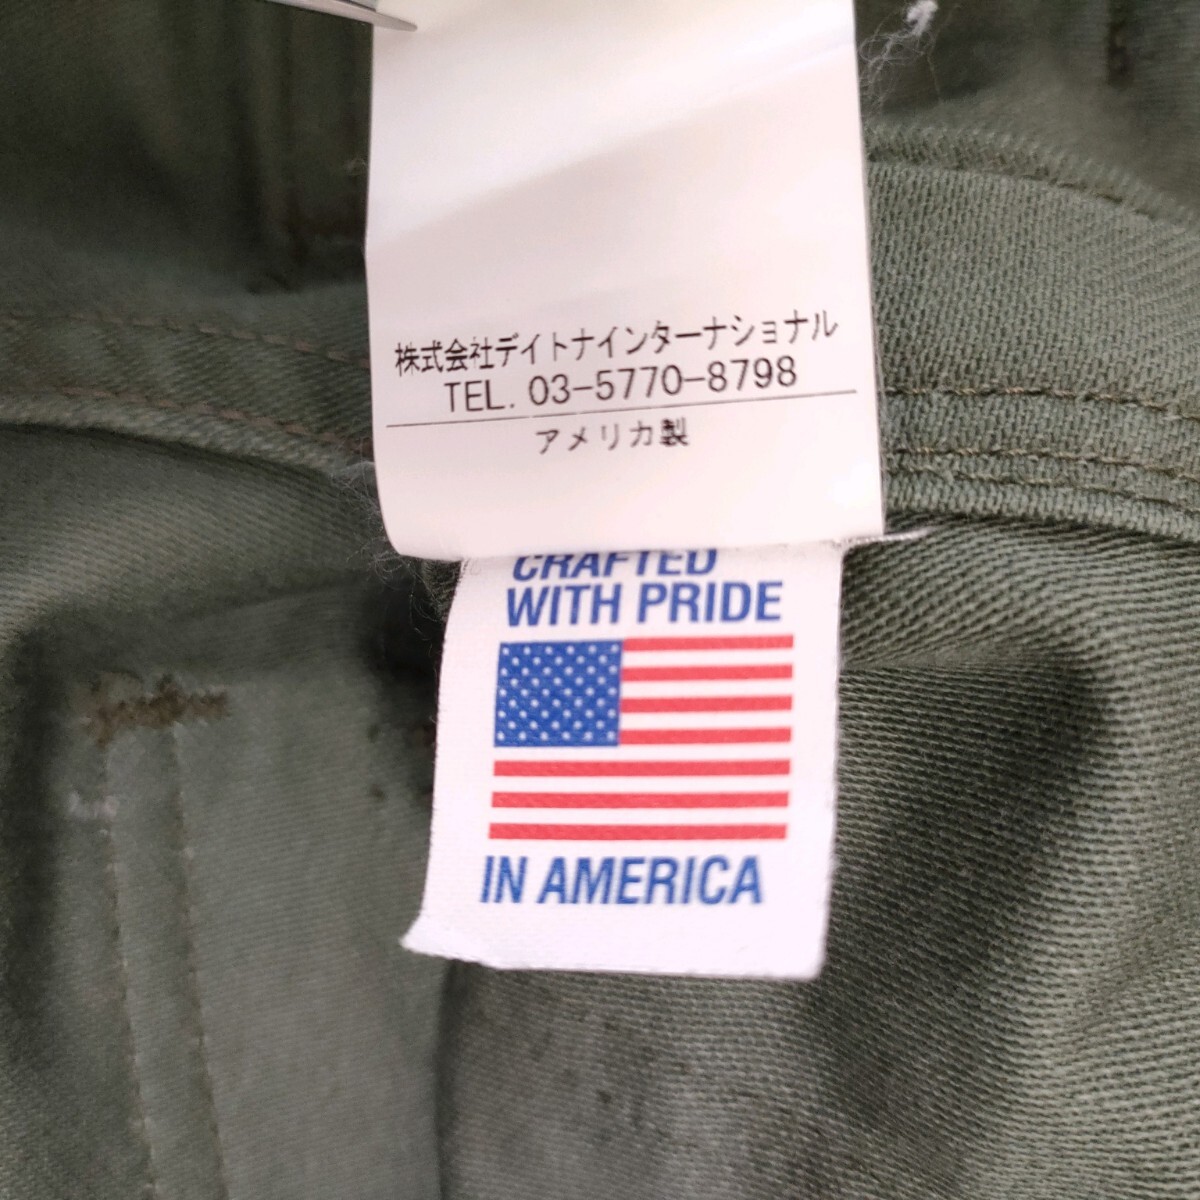 株式会社デイトナインターナショナル
TEL. 03-5770-8798
アメリカ製
CRAFTED
WITH PRIDE
IN AMERICA